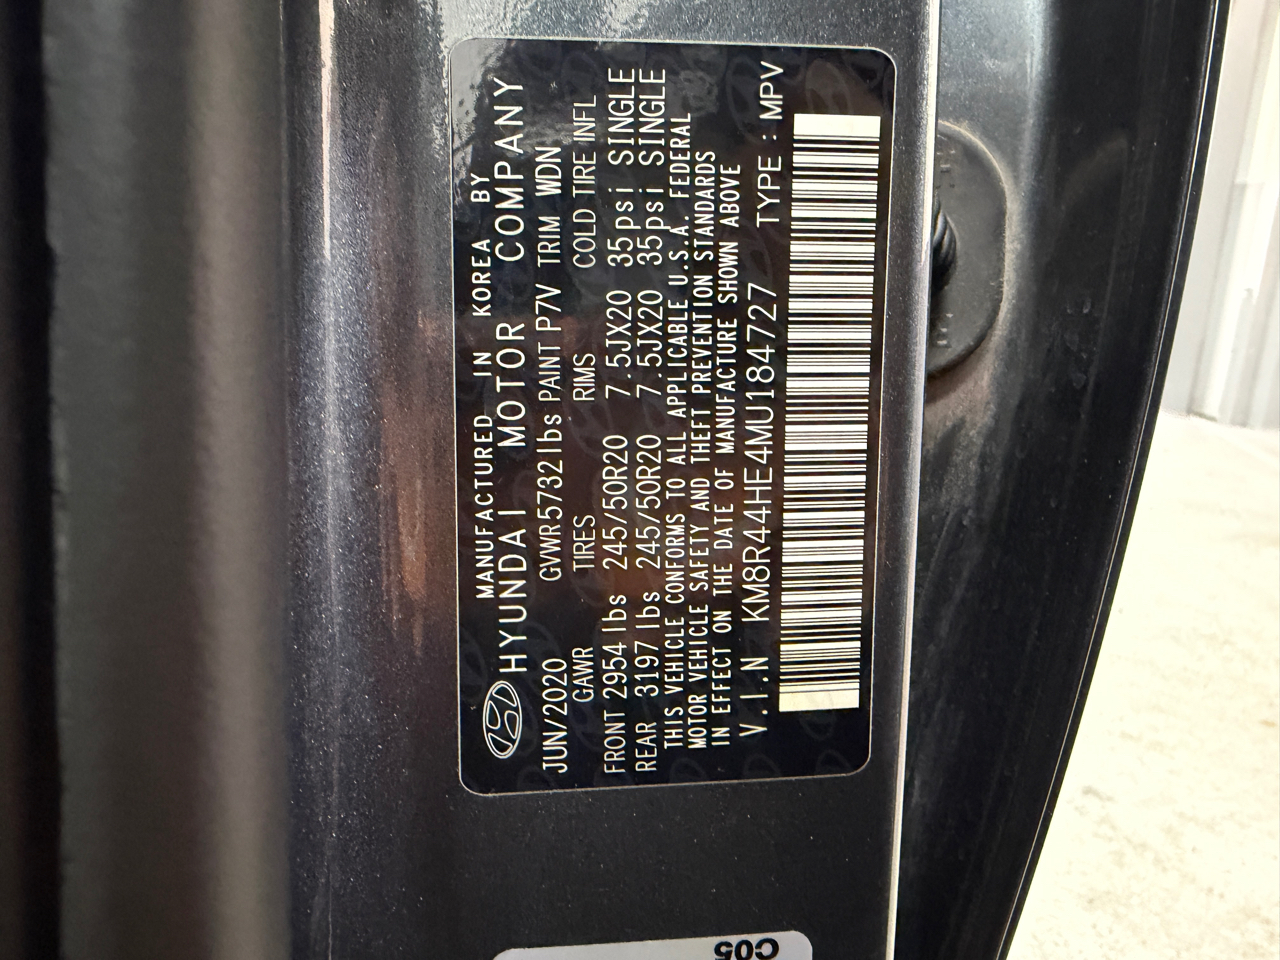 MANUFACTURED IN KOREA BY
HYUNDAI MOTOR COMPANY
JUN/2020 GVWR5732lbs PAINT P7V TRIM WDN
GAWR TIRES RIMS COLD TIRE INFL
FRONT 2954lbs 245/50R20 7.5JX20 35psi SINGLE
REAR 3197lbs 245/50R20 7.5JX20 35psi SINGLE
THIS VEHICLE CONFORMS TO ALL APPLICABLE U.S.A. FEDERAL
MOTOR VEHICLE SAFETY AND THEFT PREVENTION STANDARDS
IN EFFECT ON THE DATE OF MANUFACTURE SHOWN ABOVE
V.I.N KM8R44HE4MU184727 TYPE : MPV
C05